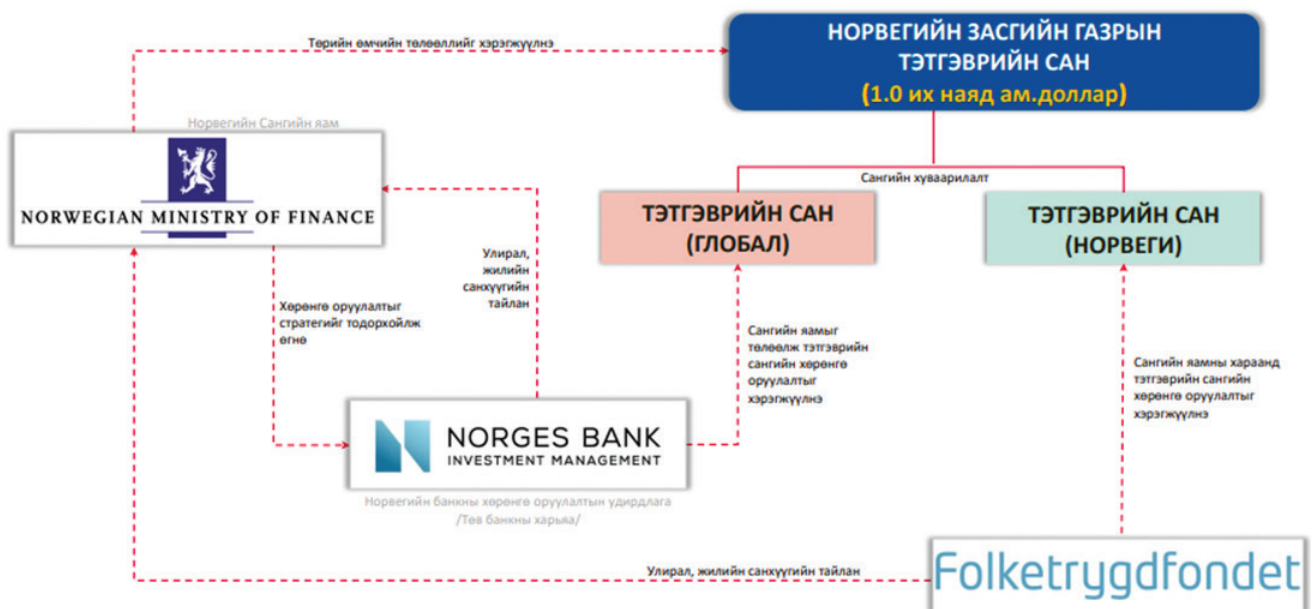 Төрийн өмчийн төлөөллийг хэрэгжүүлнэ
НОРВЕГИЙН ЗАСГИЙН ГАЗРЫН
ТЭТГЭВРИЙН САН
(1.0 их наяд ам.доллар)
Норвегийн Сангийн яам
NORWEGIAN MINISTRY OF FINANCE
Сангийн хуваарилалт
ТЭТГЭВРИЙН САН
(ГЛОБАЛ)
ТЭТГЭВРИЙН САН
(НОРВЕГИ)
Улирал,
жилийн
санхүүгийн
тайлан
Хөрөнгө оруулалтыг
стратегийг тодорхойлж
өгнө
Сангийн яамыг
төлөөлж тэтгэврийн
сангийн хөрөнгө
оруулалтыг
хэрэгжүүлнэ
Сангийн яамны хараанд
тэтгэврийн сангийн
хөрөнгө оруулалтыг
хэрэгжүүлнэ
NORGES BANK
INVESTMENT MANAGEMENT
Норвегийн банкны хөрөнгө оруулалтын удирдлага
/Төв банкны харьяа/
Улирал, жилийн санхүүгийн тайлан
Folketrygdfondet